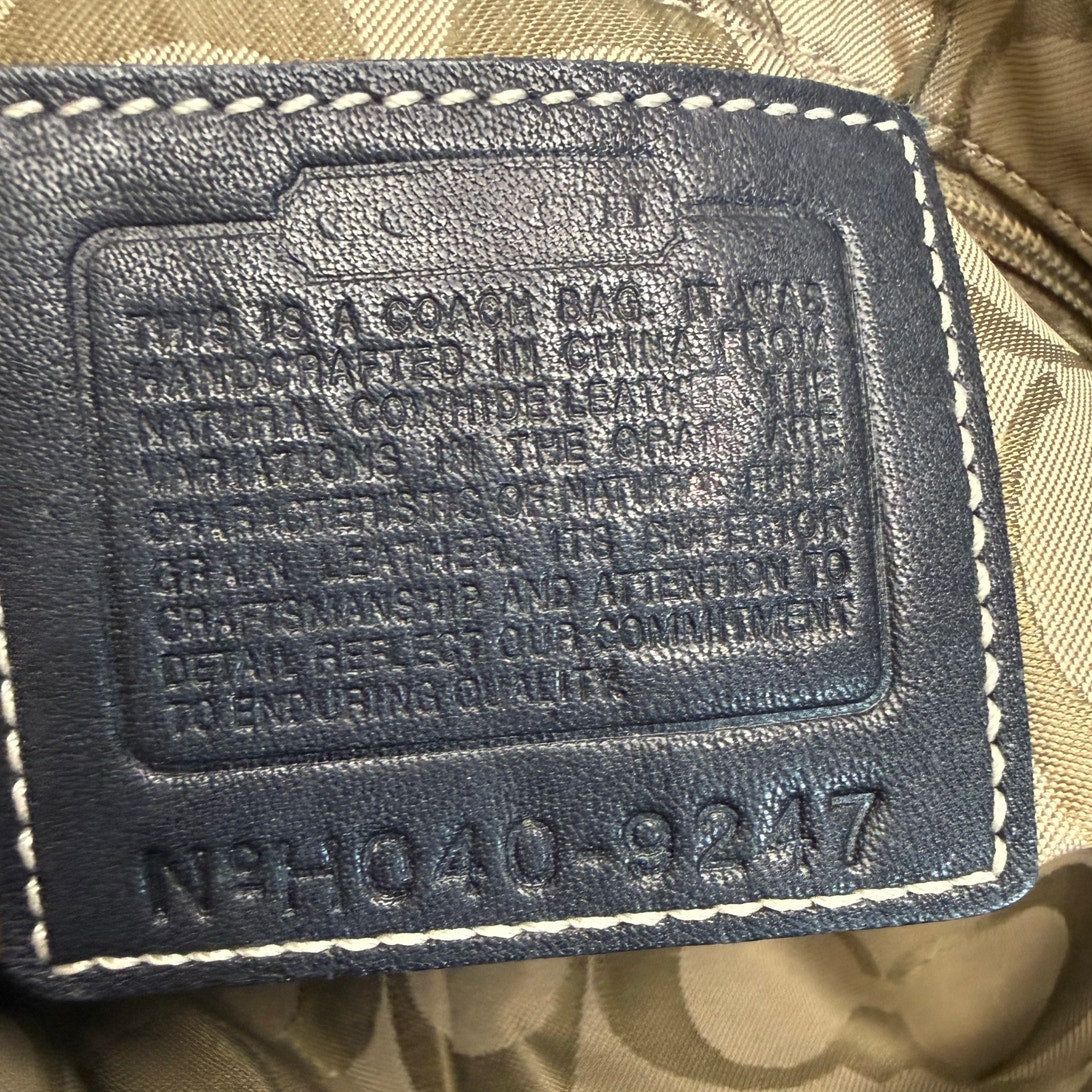 COACH
THIS IS A COACH BAG. IT WAS
HANDCRAFTED IN CHINA FROM
NATURAL COWHIDE LEATHER. THE
VARIATIONS IN THE GRAIN ARE
CHARACTERISTICS OF NATURAL FULL
GRAIN LEATHER. ITS SUPERIOR
CRAFTSMANSHIP AND ATTENTION TO
DETAIL REFLECT OUR COMMITMENT
TO ENDURING QUALITY.
Nº H040-9247